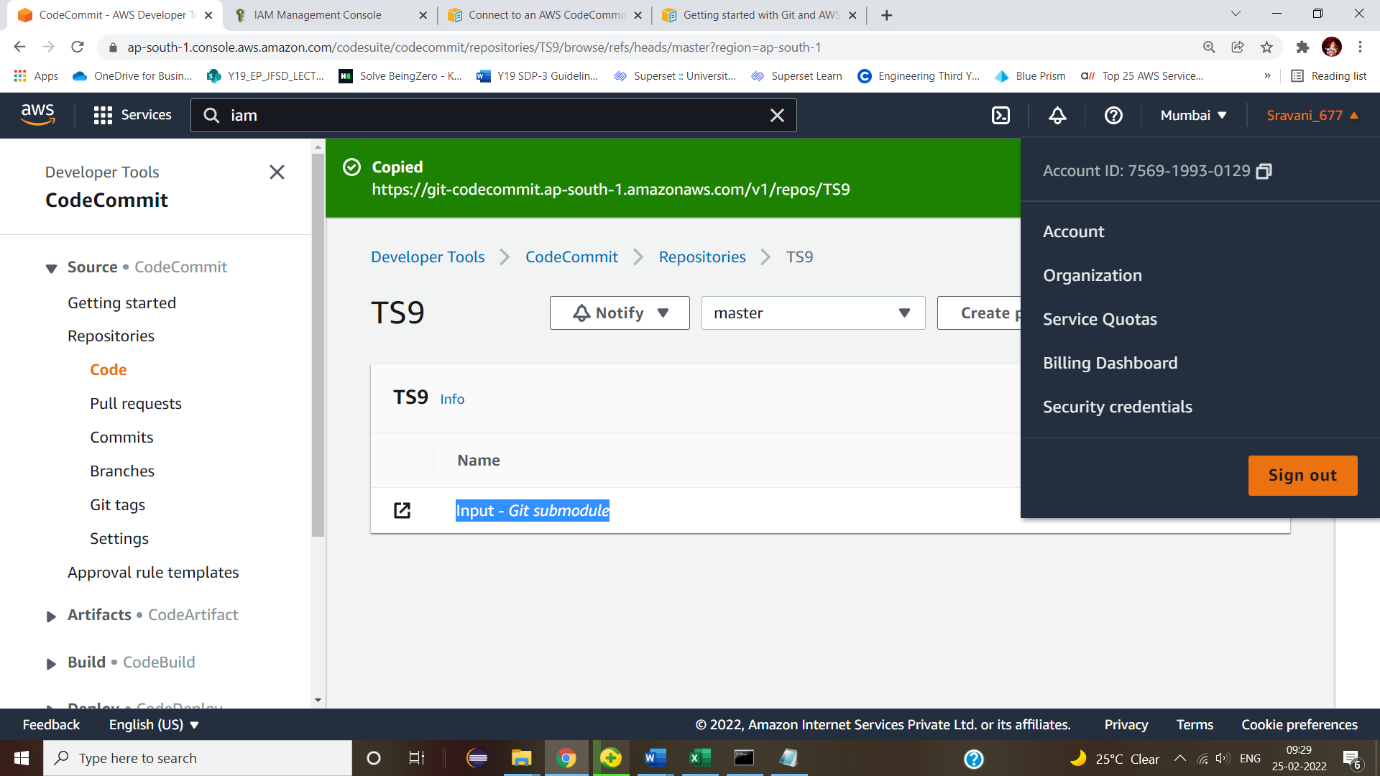 CodeCommit - AWS Developer T
IAM Management Console
Connect to an AWS CodeCommit
Getting started with Git and AWS
ap-south-1.console.aws.amazon.com/codesuite/codecommit/repositories/TS9/browse/refs/heads/master?region=ap-south-1
Apps
OneDrive for Busin...
Y19_EP_JFSD_LECT...
Solve BeingZero - K...
Y19 SDP-3 Guidelin...
Superset :: Universit...
Superset Learn
Engineering Third Y...
Blue Prism
Top 25 AWS Service...
»
Reading list
aws
Services
iam
Mumbai
Sravani_677
Developer Tools
CodeCommit
Source • CodeCommit
Getting started
Repositories
Code
Pull requests
Commits
Branches
Git tags
Settings
Approval rule templates
Artifacts • CodeArtifact
Build • CodeBuild
Deploy • CodeDeploy
Copied
https://git-codecommit.ap-south-1.amazonaws.com/v1/repos/TS9
Developer Tools
CodeCommit
Repositories
TS9
TS9
Notify
master
Create p
TS9 Info
Name
Input - Git submodule
Account ID: 7569-1993-0129
Account
Organization
Service Quotas
Billing Dashboard
Security credentials
Sign out
Feedback
English (US)
© 2022, Amazon Internet Services Private Ltd. or its affiliates.
Privacy
Terms
Cookie preferences
Type here to search
25°C Clear
ENG
09:29
25-02-2022
6